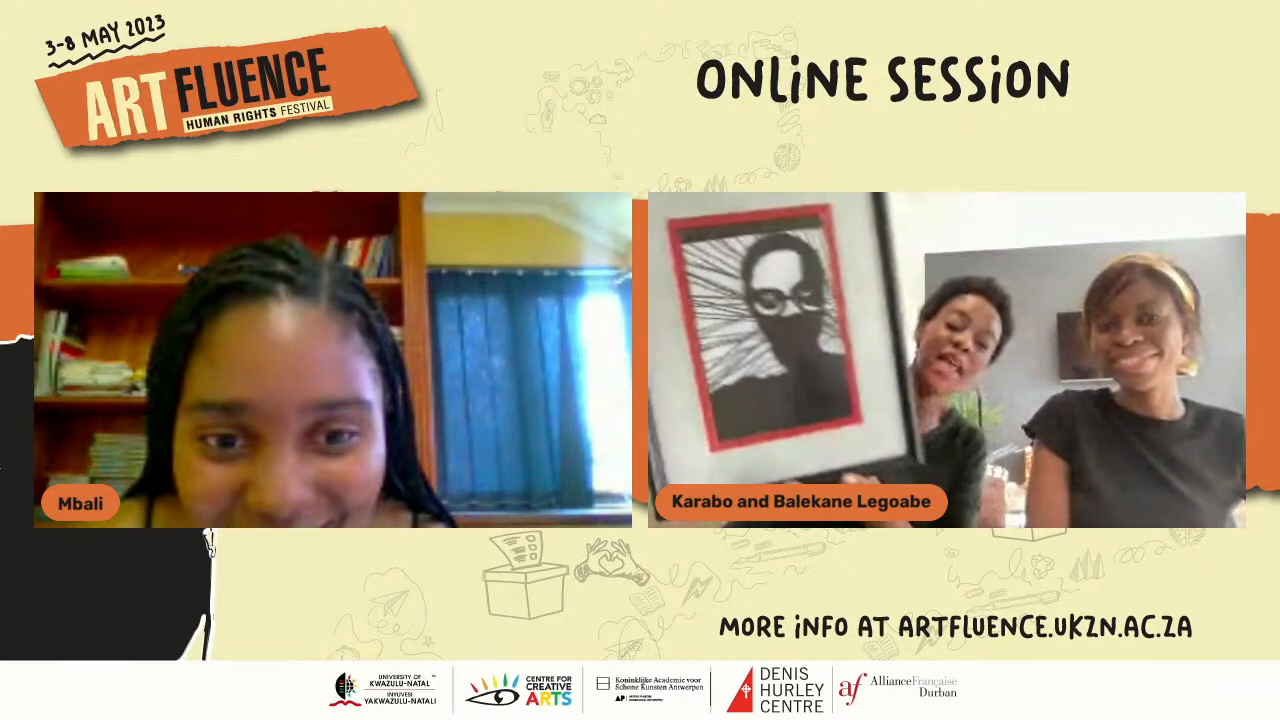 3-8 MAY 2023
ART FLUENCE
HUMAN RIGHTS FESTIVAL
ONLINE SESSION
Mbali
Karabo and Balekane Legoabe
MORE INFO AT ARTFLUENCE.UKZN.AC.ZA
UNIVERSITY OF
KWAZULU-NATAL
INYUVESI
YAKWAZULU-NATALI
CENTRE FOR
CREATIVE
ARTS
Koninklijke Academie voor
Schone Kunsten Antwerpen
AP
DENIS
HURLEY
CENTRE
af AllianceFrançaise
Durban